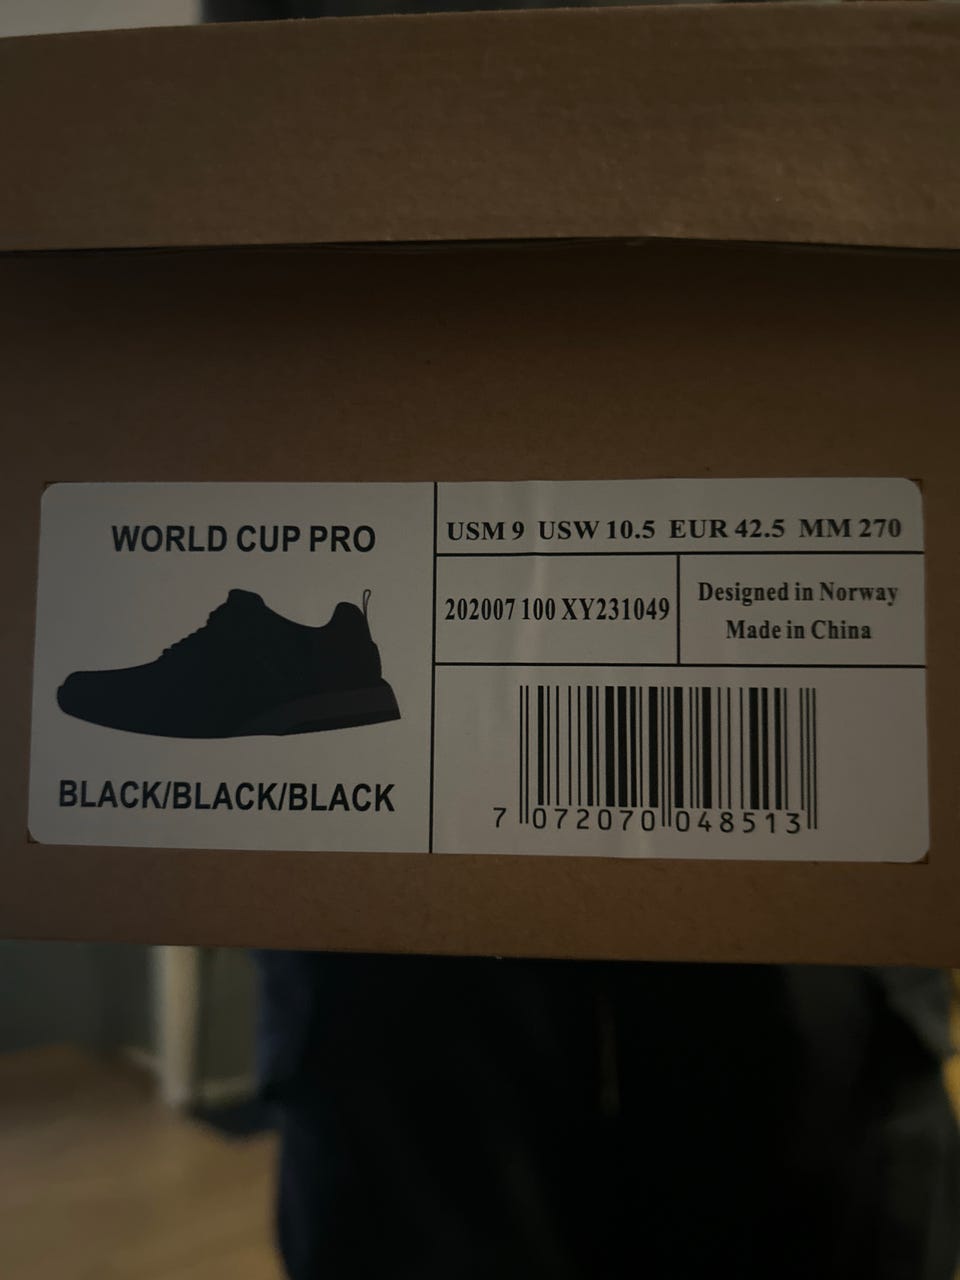 WORLD CUP PRO
BLACK/BLACK/BLACK
USM 9 USW 10.5 EUR 42.5 MM 270
202007 100 XY231049
Designed in Norway
Made in China
7 072070 048513